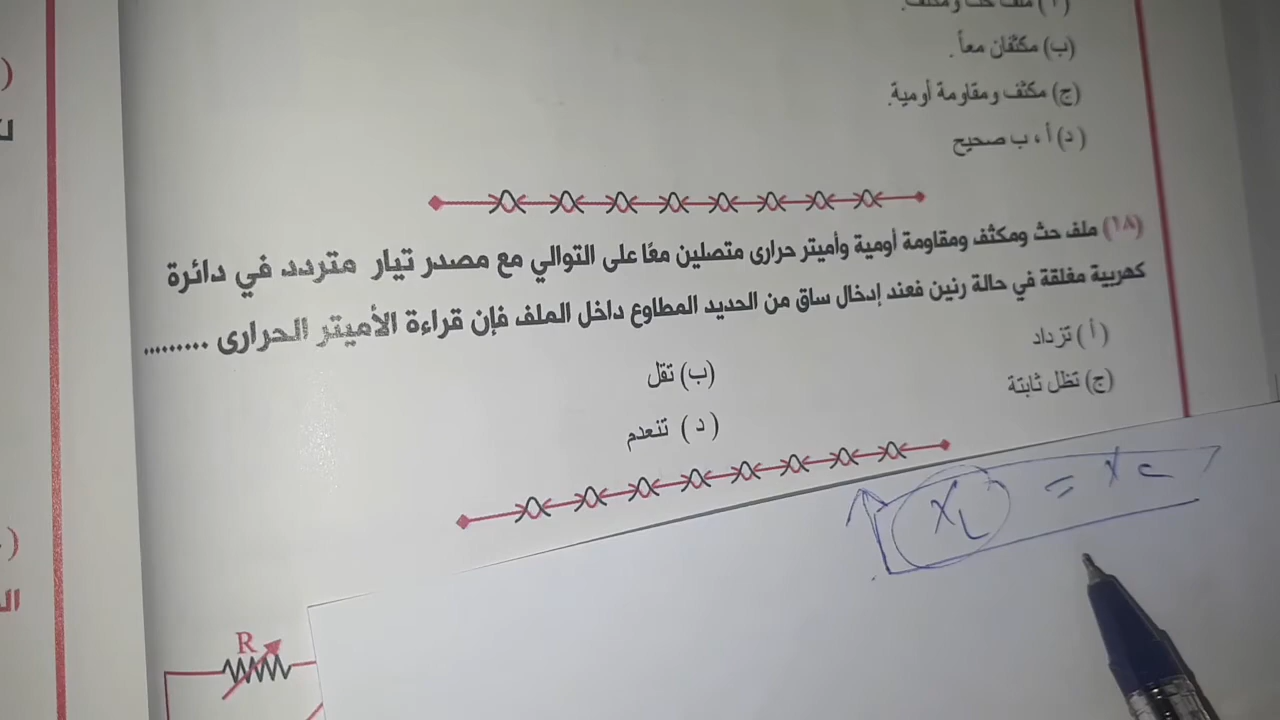 (ب) مكثفان معاً .
(ج) مكثف ومقاومة أومية.
(د) أ ، ب صحيح
(١٨) ملف حث ومكثف ومقاومة أومية وأميتر حرارى متصلين معًا على التوالي مع مصدر تيار متردد في دائرة
كهربية مغلقة في حالة رنين فعند إدخال ساق من الحديد المطاوع داخل الملف فإن قراءة الأميتر الحرارى .........
(أ) تزداد
(ب) تقل
(ج) تظل ثابتة
(د) تنعدم
XL = Xc
R